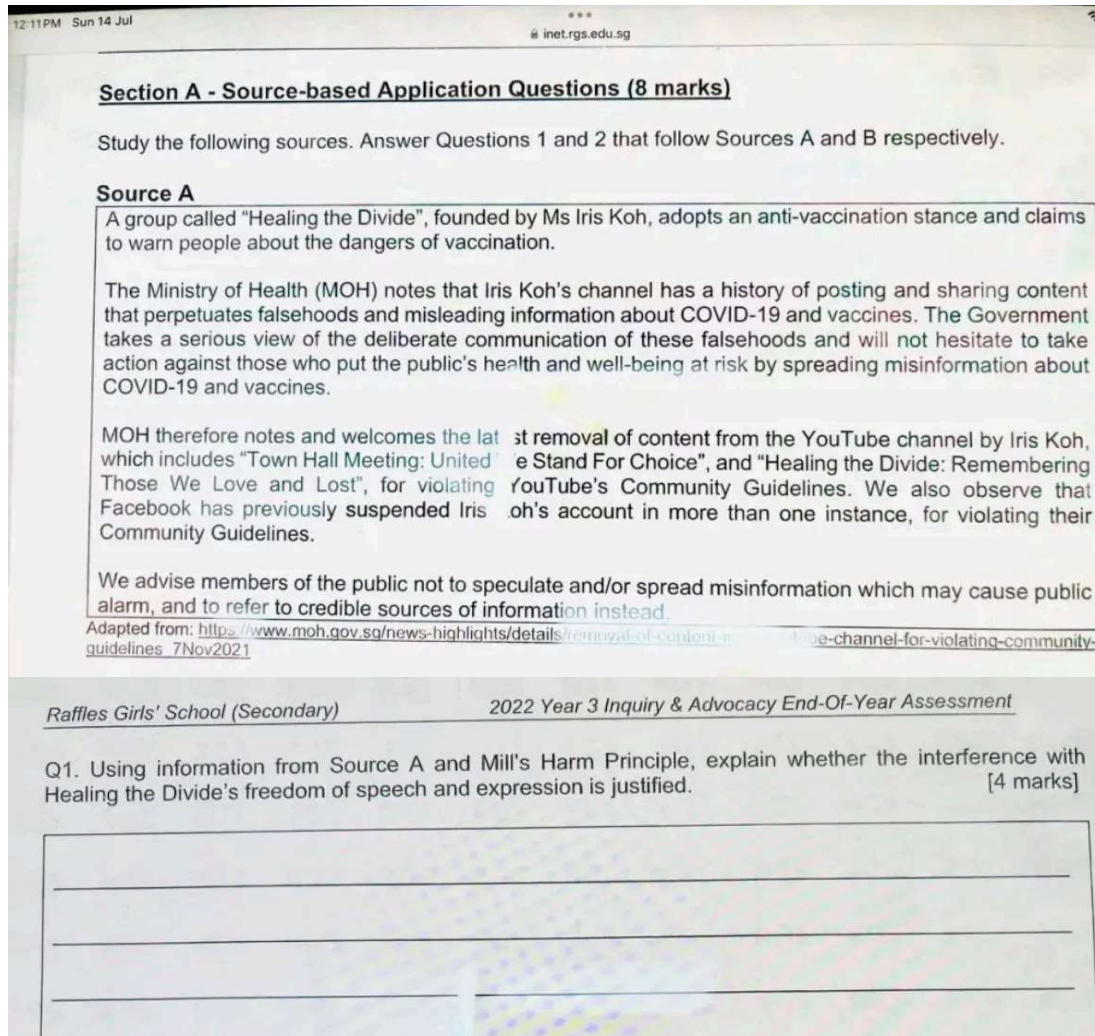 12:11PM Sun 14 Jul
inet.rgs.edu.sg
Section A - Source-based Application Questions (8 marks)
Study the following sources. Answer Questions 1 and 2 that follow Sources A and B respectively.
Source A
A group called “Healing the Divide”, founded by Ms Iris Koh, adopts an anti-vaccination stance and claims
to warn people about the dangers of vaccination.
The Ministry of Health (MOH) notes that Iris Koh's channel has a history of posting and sharing content
that perpetuates falsehoods and misleading information about COVID-19 and vaccines. The Government
takes a serious view of the deliberate communication of these falsehoods and will not hesitate to take
action against those who put the public's health and well-being at risk by spreading misinformation about
COVID-19 and vaccines.
MOH therefore notes and welcomes the lat st removal of content from the YouTube channel by Iris Koh,
which includes “Town Hall Meeting: United e Stand For Choice”, and “Healing the Divide: Remembering
Those We Love and Lost”, for violating YouTube's Community Guidelines. We also observe that
Facebook has previously suspended Iris oh's account in more than one instance, for violating their
Community Guidelines.
We advise members of the public not to speculate and/or spread misinformation which may cause public
alarm, and to refer to credible sources of information instead.
Adapted from: https://www.moh.gov.sg/news-highlights/details/removal-of-content- e-channel-for-violating-community-
guidelines_7Nov2021
Raffles Girls' School (Secondary) 2022 Year 3 Inquiry & Advocacy End-Of-Year Assessment
Q1. Using information from Source A and Mill's Harm Principle, explain whether the interference with
Healing the Divide's freedom of speech and expression is justified. [4 marks]